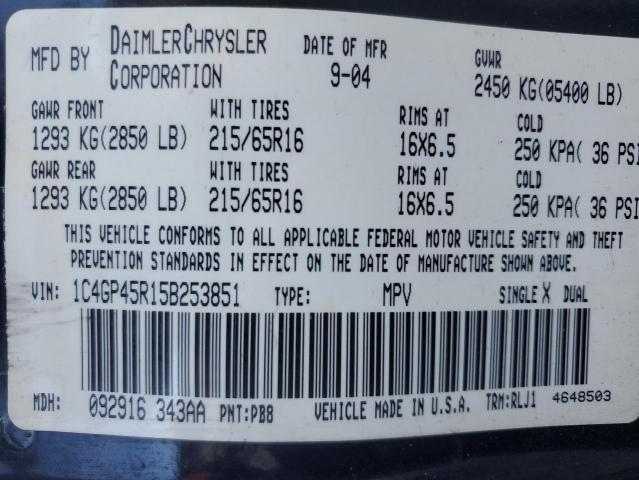 MFD BY DAIMLERCHRYSLER CORPORATION DATE OF MFR 9-04 GVWR 2450 KG(05400 LB)
GAWR FRONT WITH TIRES RIMS AT COLD
1293 KG(2850 LB) 215/65R16 16X6.5 250 KPA( 36 PSI
GAWR REAR WITH TIRES RIMS AT COLD
1293 KG(2850 LB) 215/65R16 16X6.5 250 KPA( 36 PSI
THIS VEHICLE CONFORMS TO ALL APPLICABLE FEDERAL MOTOR VEHICLE SAFETY AND THEFT
PREVENTION STANDARDS IN EFFECT ON THE DATE OF MANUFACTURE SHOWN ABOVE.
VIN: 1C4GP45R15B253851 TYPE: MPV SINGLE X DUAL
MDH: 092916 343AA PNT:PB8 VEHICLE MADE IN U.S.A. TRM:RLJ1 4648503